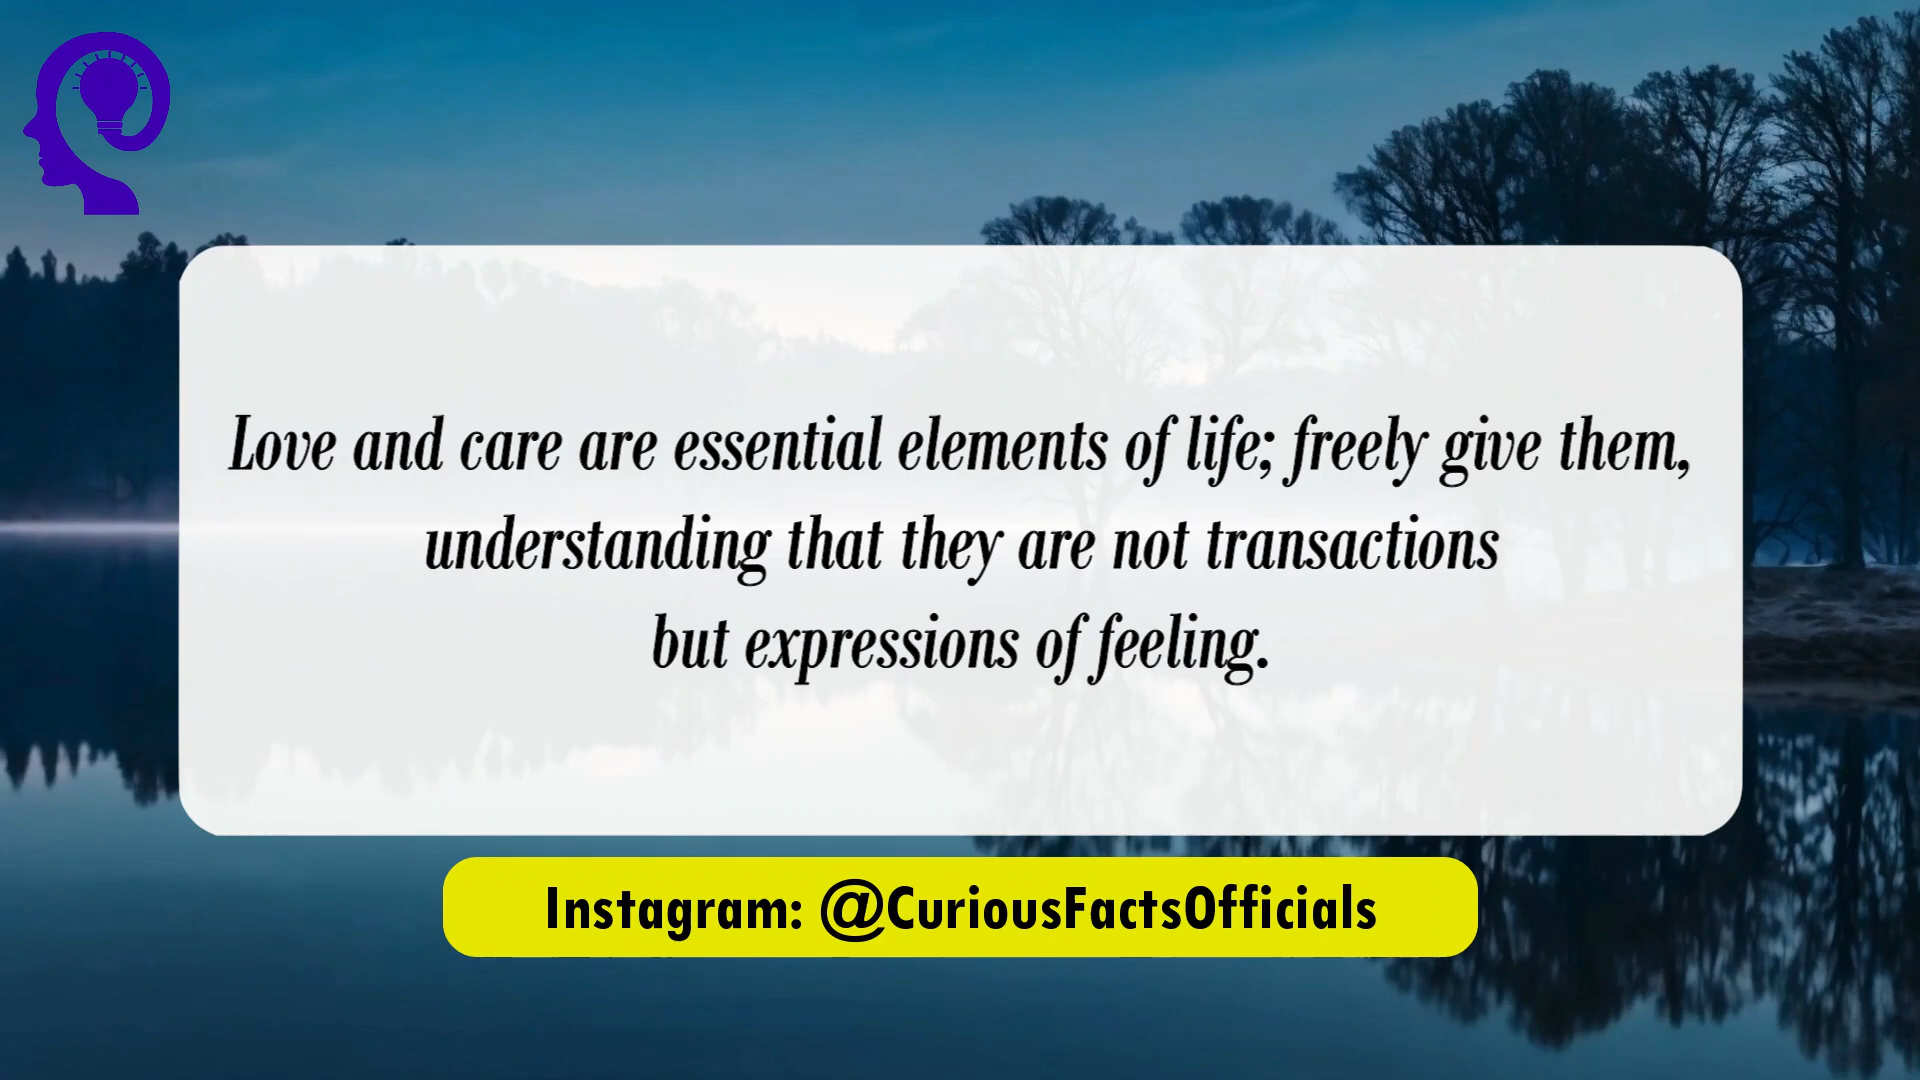 Love and care are essential elements of life; freely give them,
understanding that they are not transactions
but expressions of feeling.
Instagram: @CuriousFactsOfficials